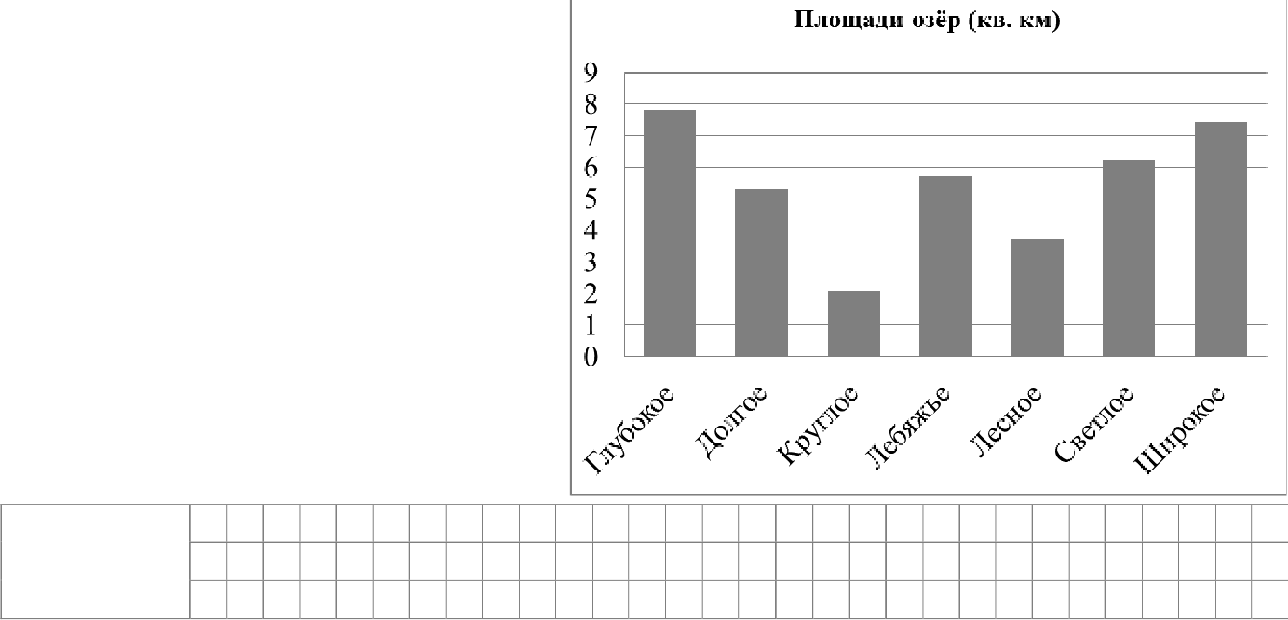 Площади озёр (кв. км)
9
8
7
6
5
4
3
2
1
0
Глубокое
Долгое
Круглое
Лебяжье
Лесное
Светлое
Широкое